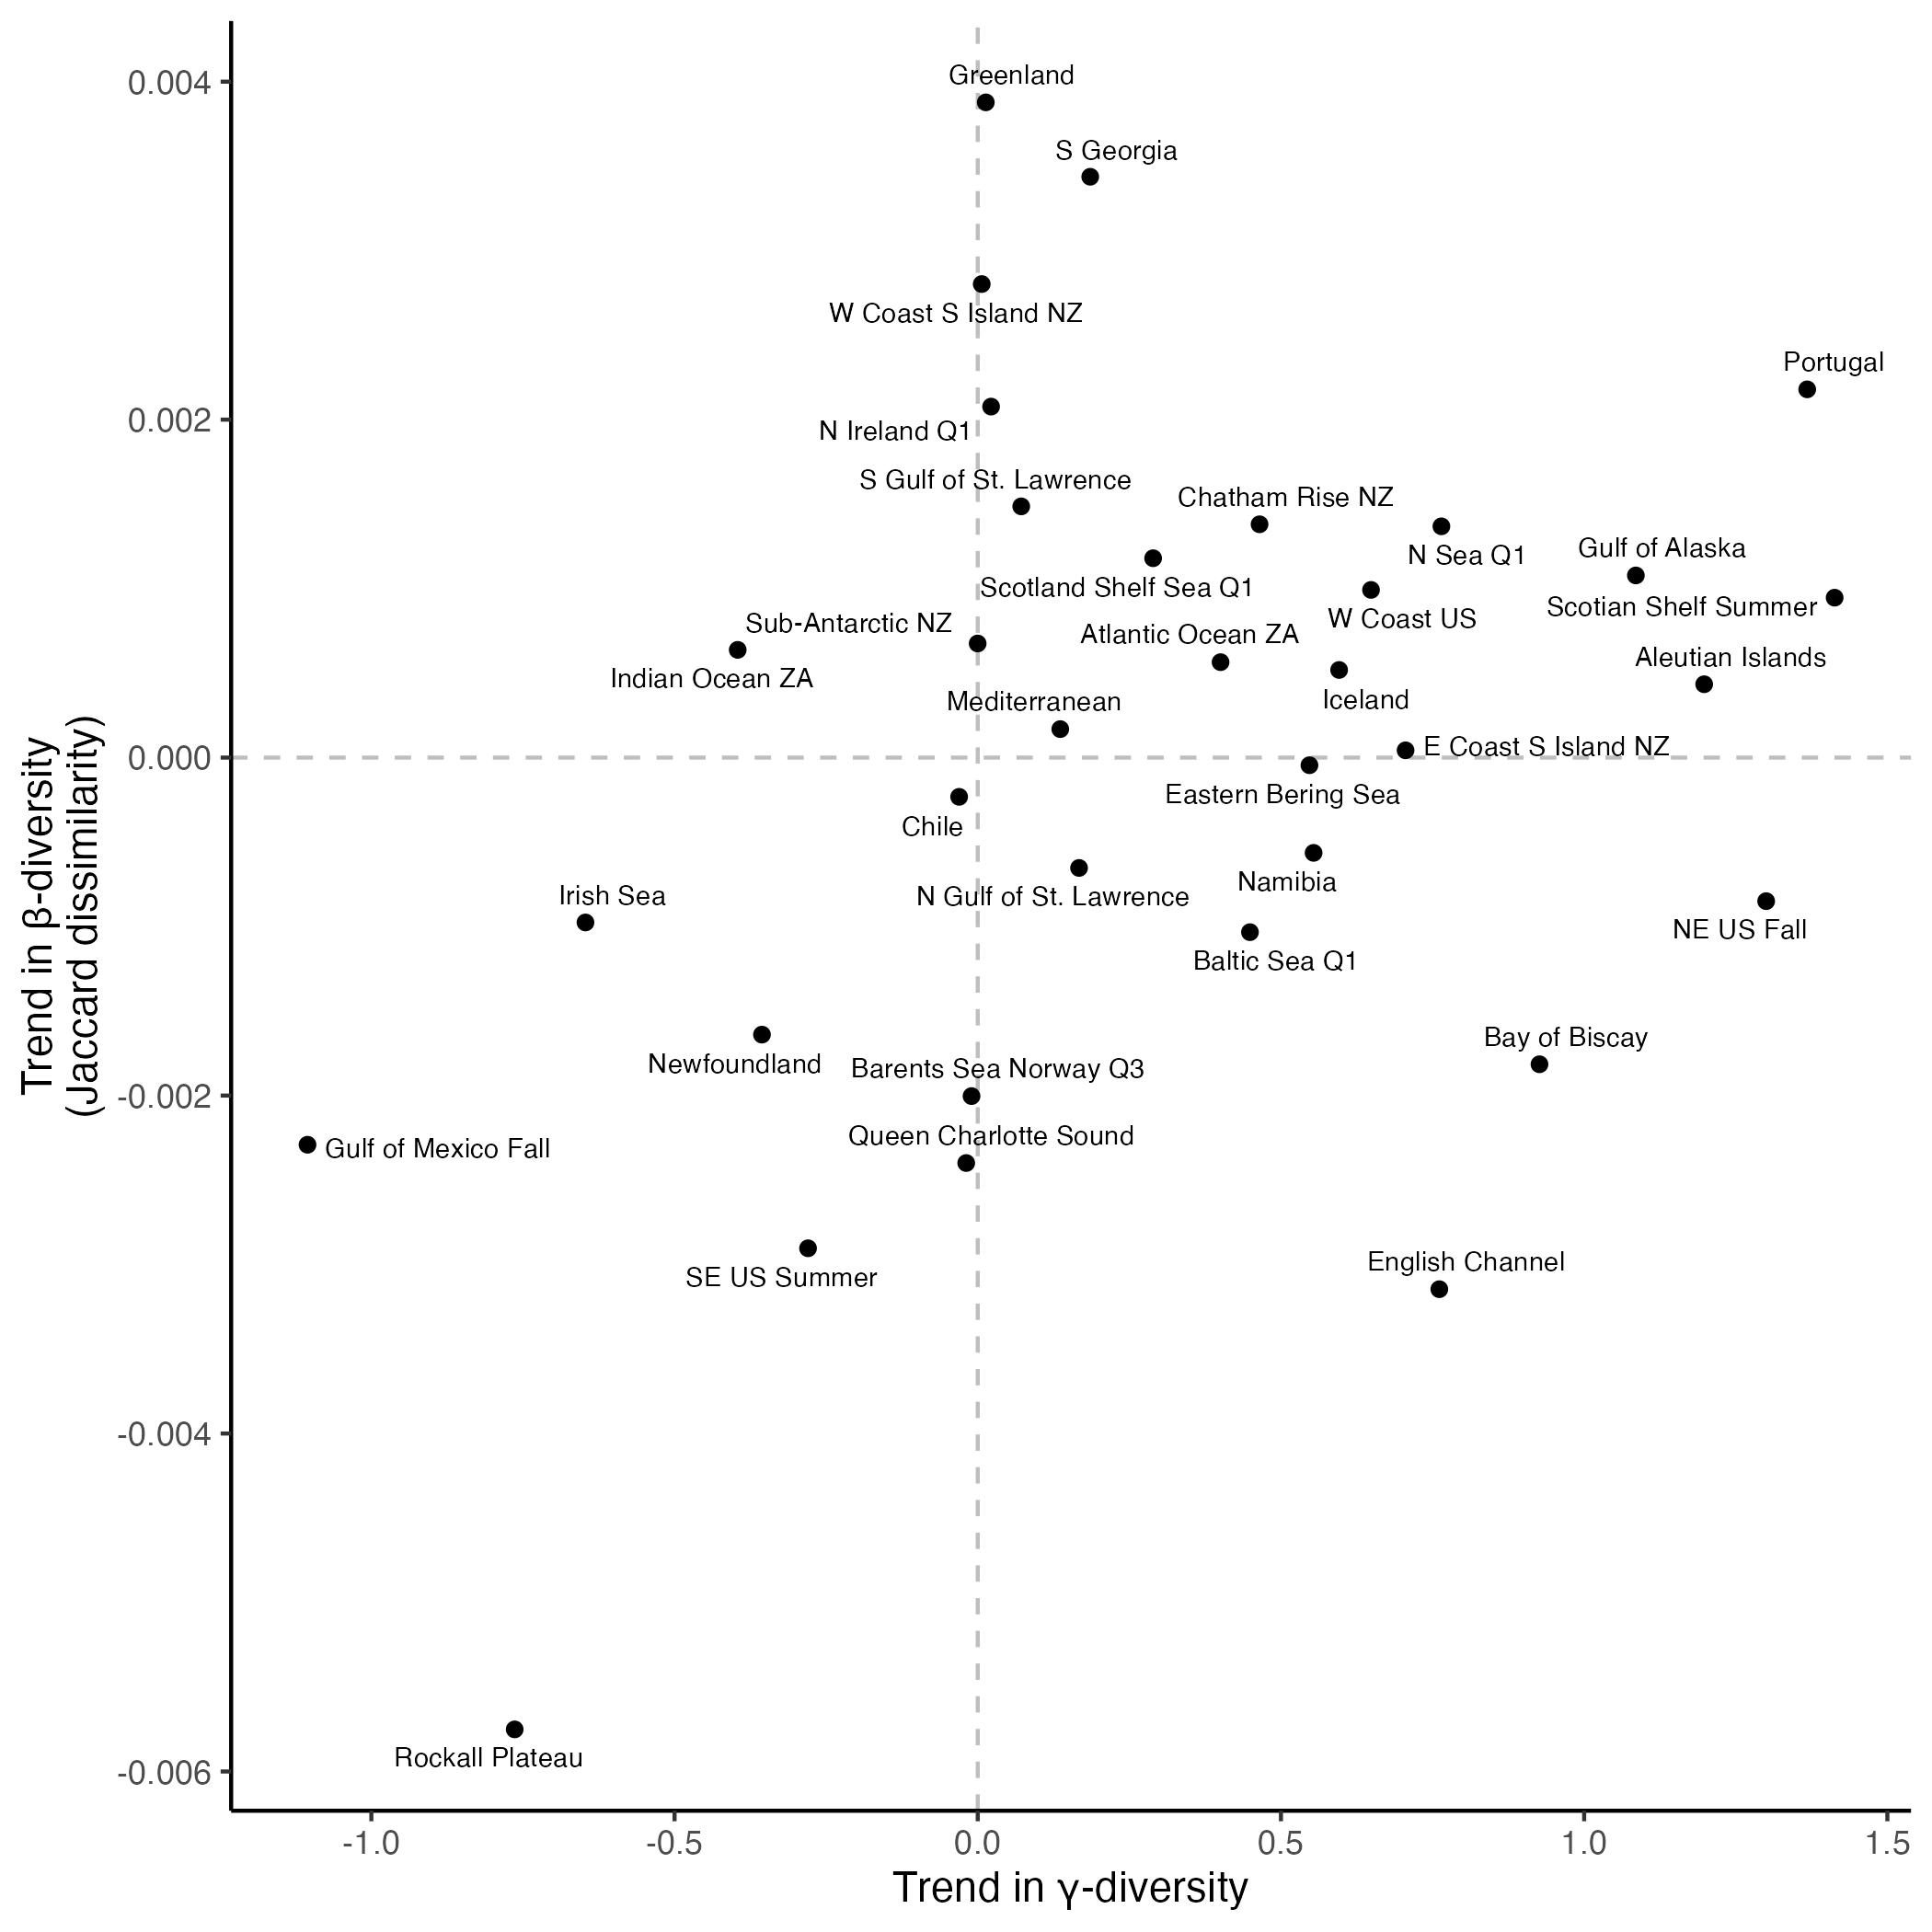 0.004
0.002
0.000
-0.002
-0.004
-0.006
Trend in β-diversity
(Jaccard dissimilarity)
Greenland
S Georgia
W Coast S Island NZ
Portugal
N Ireland Q1
S Gulf of St. Lawrence
Chatham Rise NZ
N Sea Q1
Gulf of Alaska
Scotland Shelf Sea Q1
Scotian Shelf Summer
W Coast US
Sub-Antarctic NZ
Atlantic Ocean ZA
Aleutian Islands
Indian Ocean ZA
Iceland
Mediterranean
E Coast S Island NZ
Eastern Bering Sea
Chile
Namibia
Irish Sea
N Gulf of St. Lawrence
NE US Fall
Baltic Sea Q1
Bay of Biscay
Newfoundland
Barents Sea Norway Q3
Queen Charlotte Sound
Gulf of Mexico Fall
English Channel
SE US Summer
Rockall Plateau
-1.0
-0.5
0.0
0.5
1.0
1.5
Trend in γ-diversity